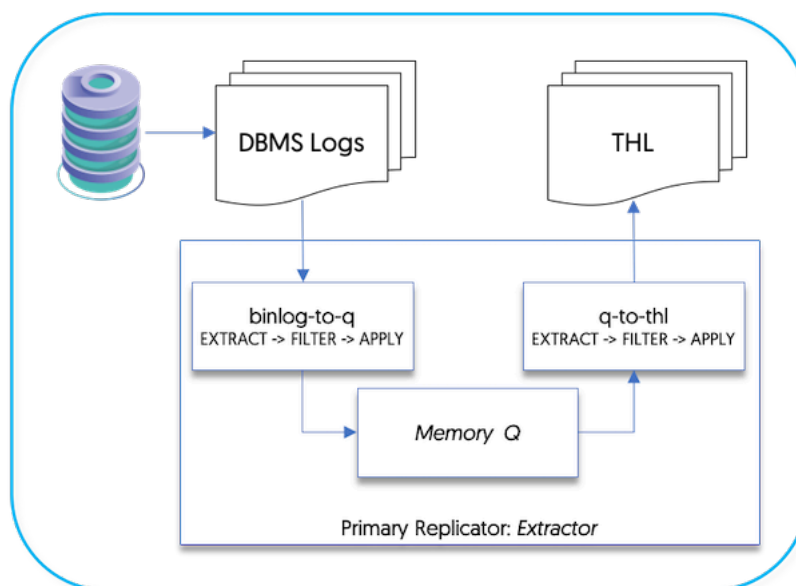 DBMS Logs
THL
binlog-to-q
EXTRACT -> FILTER -> APPLY
q-to-thl
EXTRACT -> FILTER -> APPLY
Memory Q
Primary Replicator: Extractor